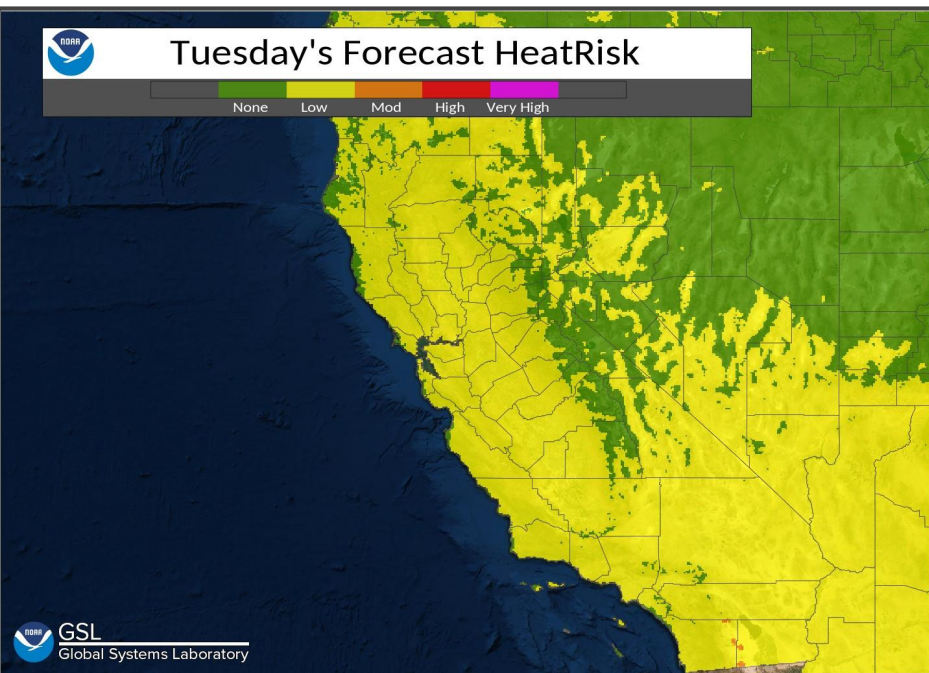 NOAA
Tuesday's Forecast HeatRisk
None Low Mod High Very High
NOAA
GSL
Global Systems Laboratory